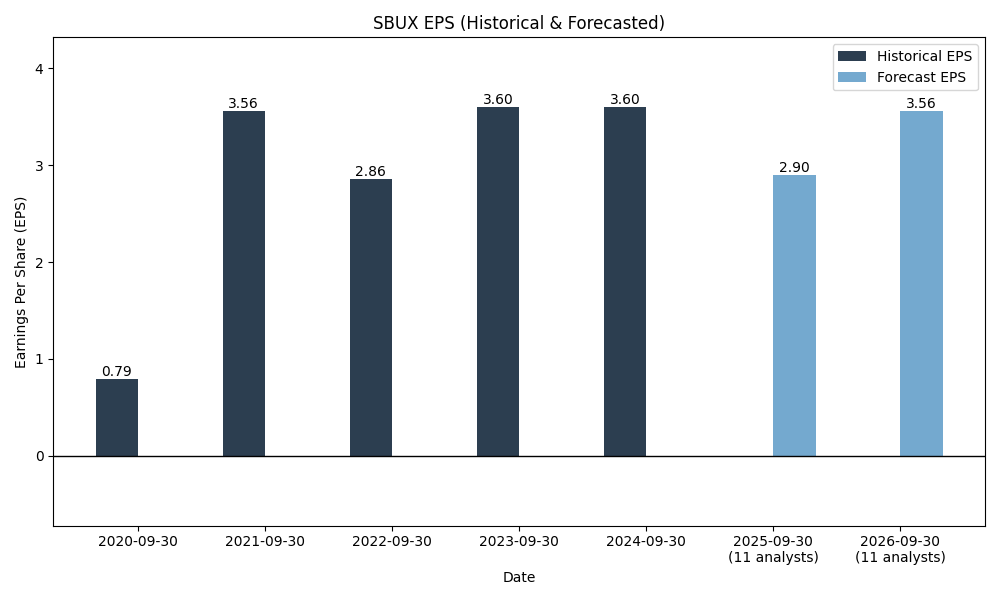 SBUX EPS (Historical & Forecasted)
Historical EPS
Forecast EPS
Earnings Per Share (EPS)
4
3
2
1
0
0.79
3.56
2.86
3.60
3.60
2.90
3.56
2020-09-30
2021-09-30
2022-09-30
2023-09-30
2024-09-30
2025-09-30
(11 analysts)
2026-09-30
(11 analysts)
Date